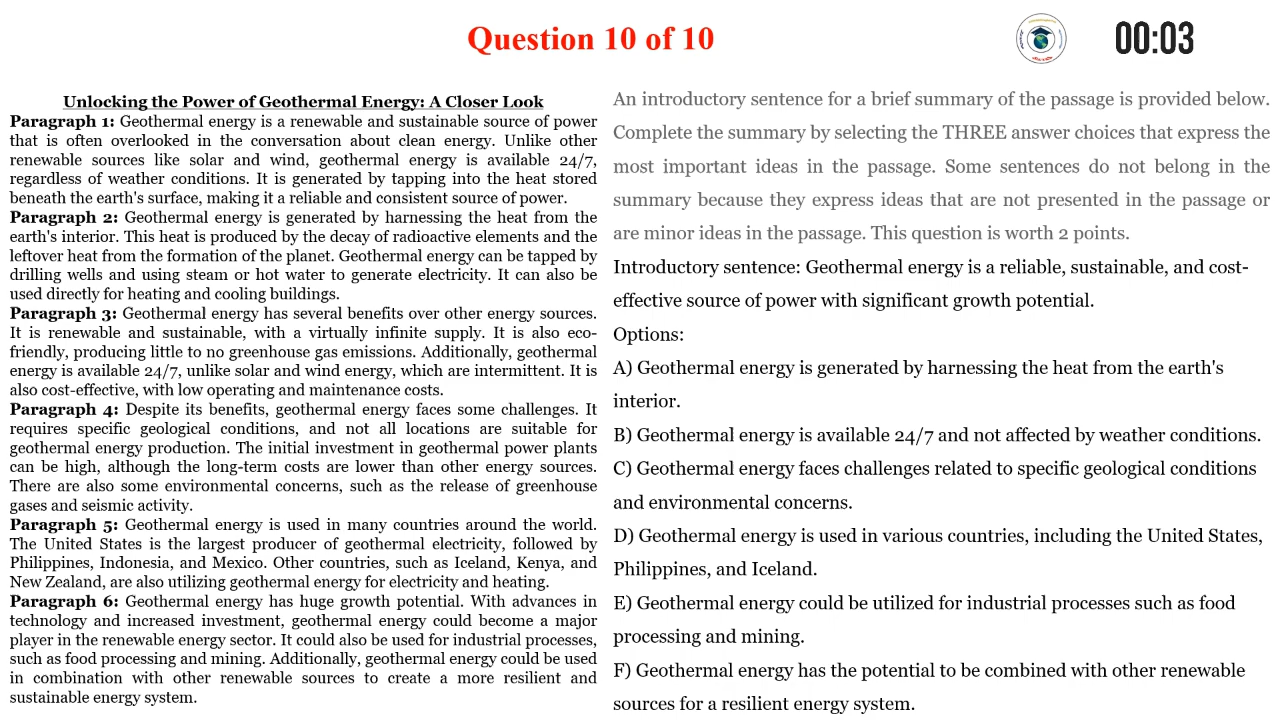 Question 10 of 10
00:03
Unlocking the Power of Geothermal Energy: A Closer Look
Paragraph 1: Geothermal energy is a renewable and sustainable source of power
that is often overlooked in the conversation about clean energy. Unlike other
renewable sources like solar and wind, geothermal energy is available 24/7,
regardless of weather conditions. It is generated by tapping into the heat stored
beneath the earth's surface, making it a reliable and consistent source of power.
Paragraph 2: Geothermal energy is generated by harnessing the heat from the
earth's interior. This heat is produced by the decay of radioactive elements and the
leftover heat from the formation of the planet. Geothermal energy can be tapped by
drilling wells and using steam or hot water to generate electricity. It can also be
used directly for heating and cooling buildings.
Paragraph 3: Geothermal energy has several benefits over other energy sources.
It is renewable and sustainable, with a virtually infinite supply. It is also eco-
friendly, producing little to no greenhouse gas emissions. Additionally, geothermal
energy is available 24/7, unlike solar and wind energy, which are intermittent. It is
also cost-effective, with low operating and maintenance costs.
Paragraph 4: Despite its benefits, geothermal energy faces some challenges. It
requires specific geological conditions, and not all locations are suitable for
geothermal energy production. The initial investment in geothermal power plants
can be high, although the long-term costs are lower than other energy sources.
There are also some environmental concerns, such as the release of greenhouse
gases and seismic activity.
Paragraph 5: Geothermal energy is used in many countries around the world.
The United States is the largest producer of geothermal electricity, followed by
Philippines, Indonesia, and Mexico. Other countries, such as Iceland, Kenya, and
New Zealand, are also utilizing geothermal energy for electricity and heating.
Paragraph 6: Geothermal energy has huge growth potential. With advances in
technology and increased investment, geothermal energy could become a major
player in the renewable energy sector. It could also be used for industrial processes,
such as food processing and mining. Additionally, geothermal energy could be used
in combination with other renewable sources to create a more resilient and
sustainable energy system.
An introductory sentence for a brief summary of the passage is provided below.
Complete the summary by selecting the THREE answer choices that express the
most important ideas in the passage. Some sentences do not belong in the
summary because they express ideas that are not presented in the passage or
are minor ideas in the passage. This question is worth 2 points.
Introductory sentence: Geothermal energy is a reliable, sustainable, and cost-
effective source of power with significant growth potential.
Options:
A) Geothermal energy is generated by harnessing the heat from the earth's
interior.
B) Geothermal energy is available 24/7 and not affected by weather conditions.
C) Geothermal energy faces challenges related to specific geological conditions
and environmental concerns.
D) Geothermal energy is used in various countries, including the United States,
Philippines, and Iceland.
E) Geothermal energy could be utilized for industrial processes such as food
processing and mining.
F) Geothermal energy has the potential to be combined with other renewable
sources for a resilient energy system.